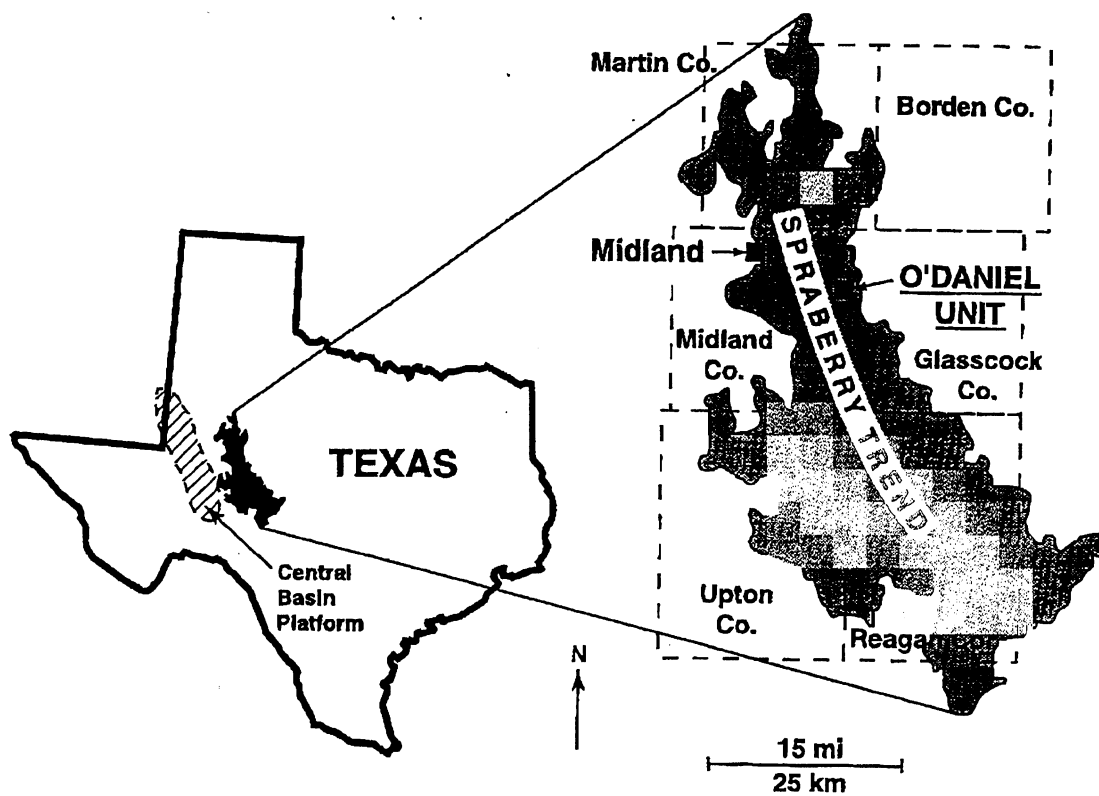 Martin Co.
Borden Co.
Midland
SPRABERRY TREND
O'DANIEL
UNIT
Midland
Co.
Glasscock
Co.
TEXAS
Central
Basin
Platform
Upton
Co.
Reagan
N
15 mi
25 km